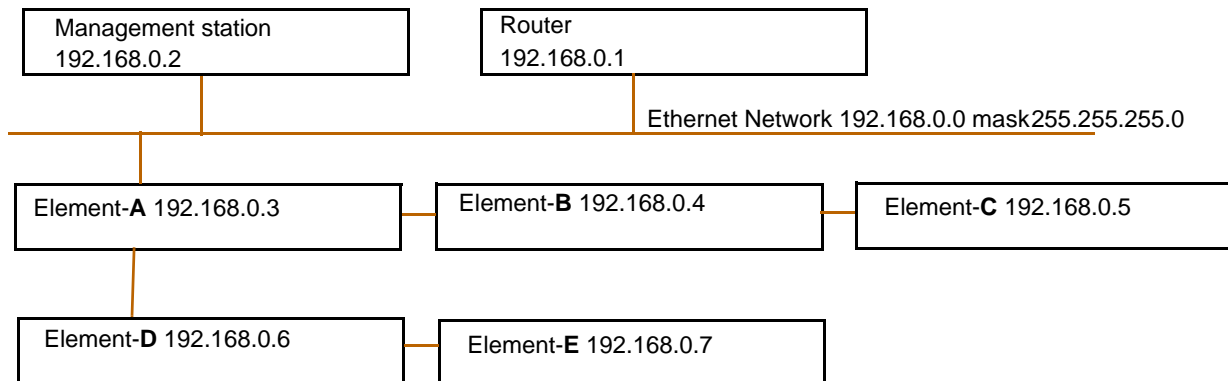 Management station
192.168.0.2
Router
192.168.0.1
Ethernet Network 192.168.0.0 mask255.255.255.0
Element-A 192.168.0.3
Element-B 192.168.0.4
Element-C 192.168.0.5
Element-D 192.168.0.6
Element-E 192.168.0.7